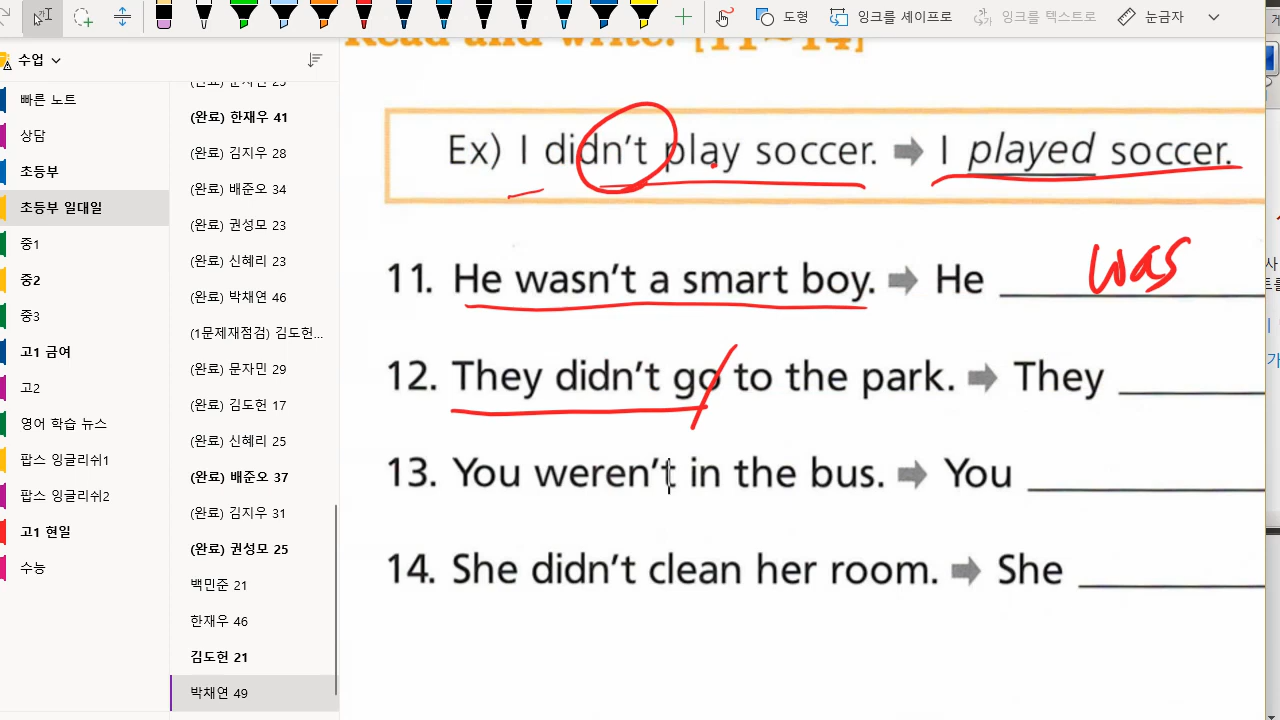 도형
잉크를 셰이프로
잉크를 텍스트로
눈금자
수업
빠른 노트
상담
초등부
초등부 일대일
중1
중2
중3
고1 금여
고2
영어 학습 뉴스
팝스 잉글리쉬1
팝스 잉글리쉬2
고1 현일
수능
(완료) 한재우 41
(완료) 김지우 28
(완료) 배준오 34
(완료) 권성모 23
(완료) 신혜리 23
(완료) 박채연 46
(1문제재점검) 김도헌...
(완료) 문자민 29
(완료) 김도헌 17
(완료) 신혜리 25
(완료) 배준오 37
(완료) 김지우 31
(완료) 권성모 25
백민준 21
한재우 46
김도헌 21
박채연 49
Read and write. [11~14]
Ex) I didn't play soccer. ➡ I played soccer.
11. He wasn't a smart boy. ➡ He was
12. They didn't go to the park. ➡ They
13. You weren't in the bus. ➡ You
14. She didn't clean her room. ➡ She